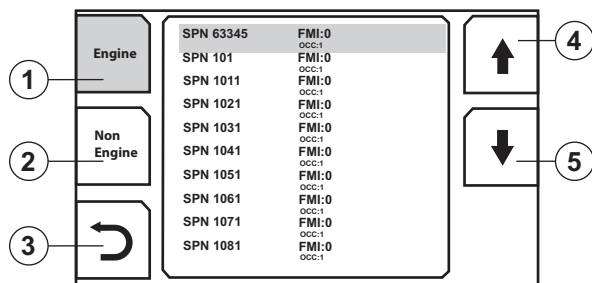 Engine
Non
Engine
SPN 63345 FMI:0
OCC:1
SPN 101 FMI:0
OCC:1
SPN 1011 FMI:0
OCC:1
SPN 1021 FMI:0
OCC:1
SPN 1031 FMI:0
OCC:1
SPN 1041 FMI:0
OCC:1
SPN 1051 FMI:0
OCC:1
SPN 1061 FMI:0
OCC:1
SPN 1071 FMI:0
OCC:1
SPN 1081 FMI:0
OCC:1
1
2
3
4
5